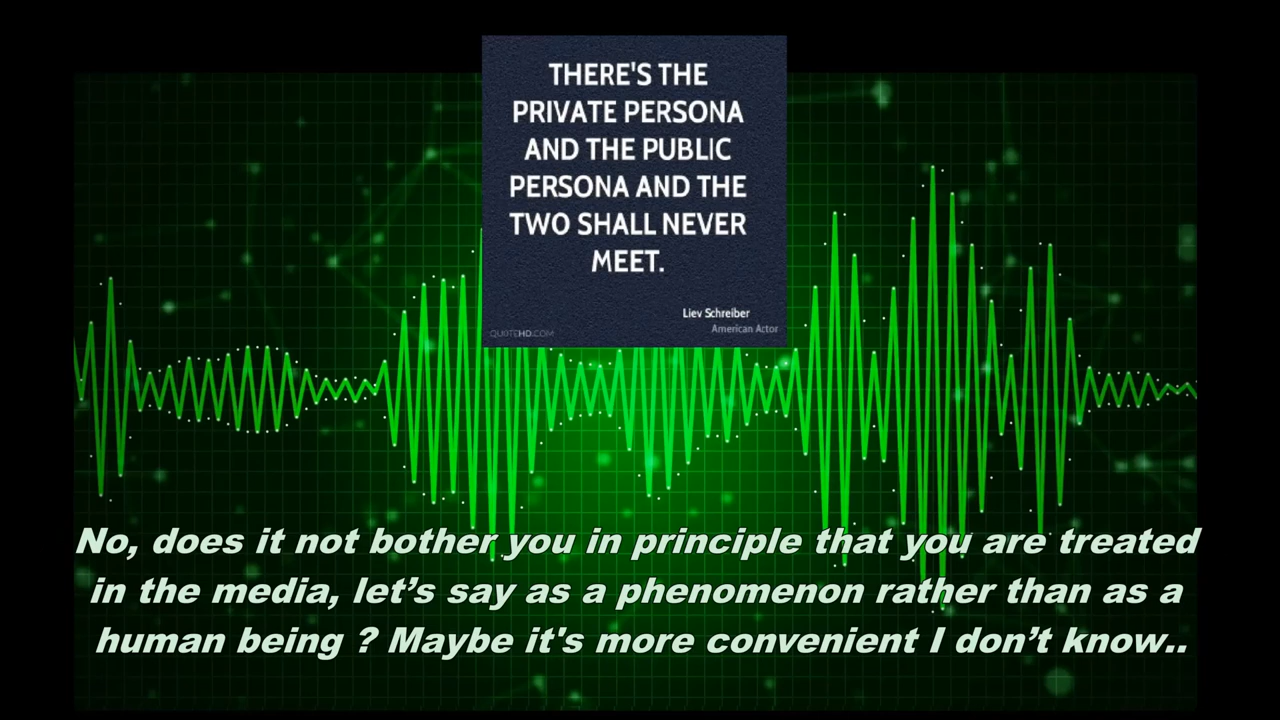 THERE'S THE
PRIVATE PERSONA
AND THE PUBLIC
PERSONA AND THE
TWO SHALL NEVER
MEET.
Liev Schreiber
American Actor
QUOTEHD.COM
No, does it not bother you in principle that you are treated
in the media, let’s say as a phenomenon rather than as a
human being ? Maybe it's more convenient I don’t know..